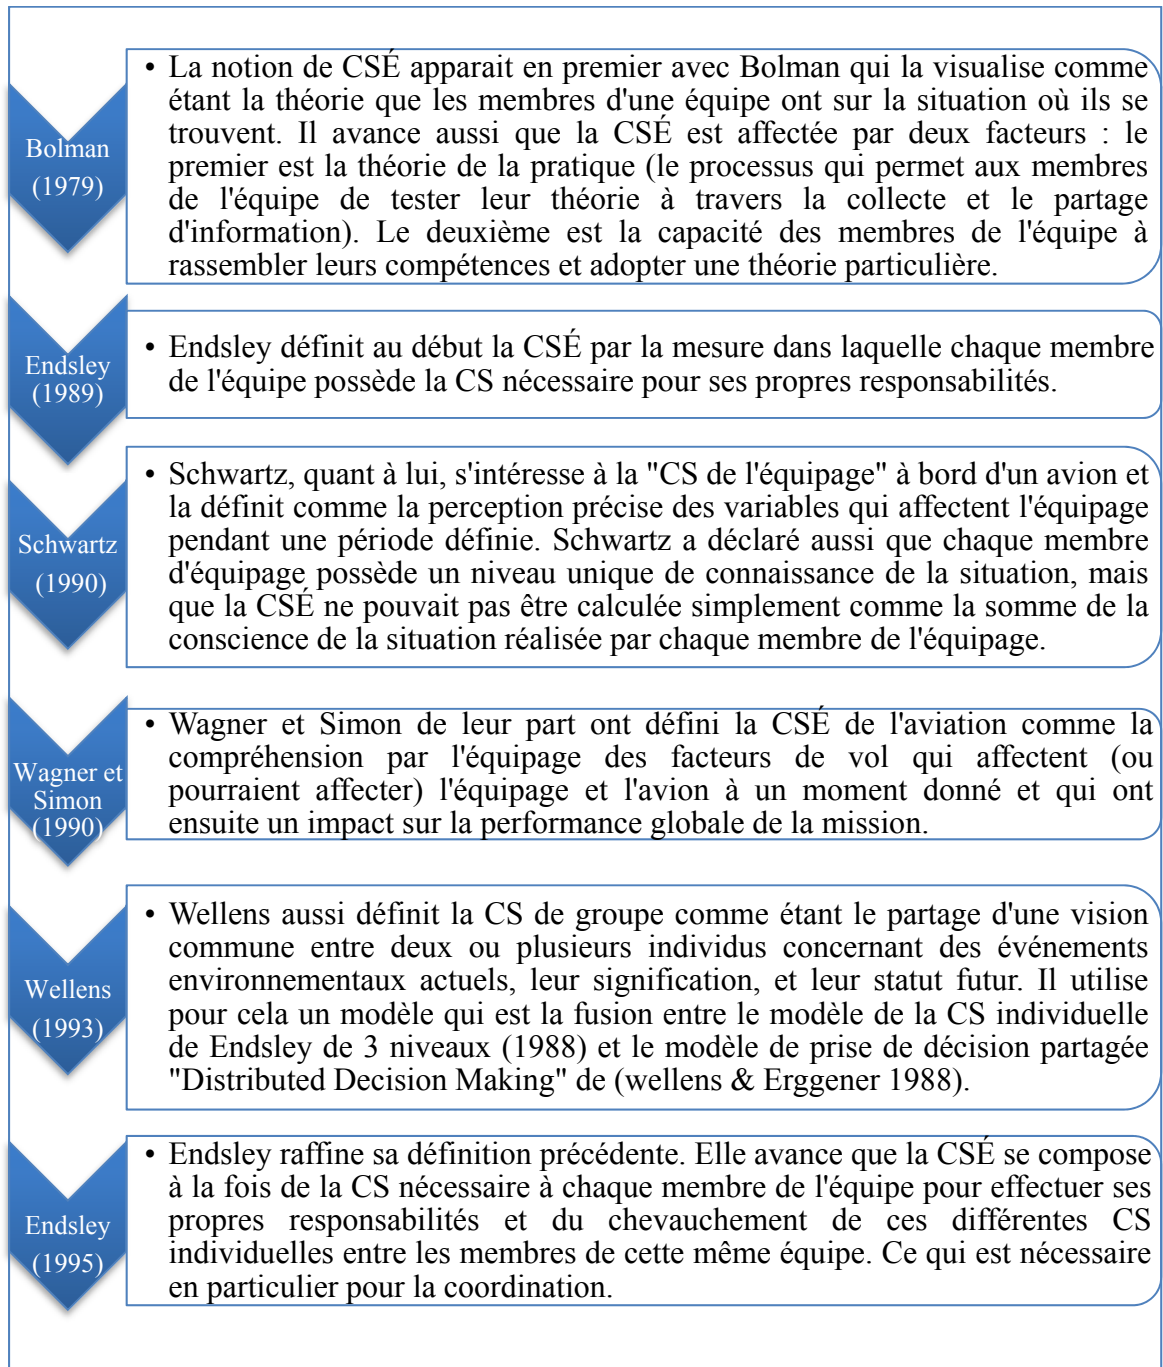 Bolman
(1979)
• La notion de CSÉ apparait en premier avec Bolman qui la visualise comme
étant la théorie que les membres d'une équipe ont sur la situation où ils se
trouvent. Il avance aussi que la CSÉ est affectée par deux facteurs : le
premier est la théorie de la pratique (le processus qui permet aux membres
de l'équipe de tester leur théorie à travers la collecte et le partage
d'information). Le deuxième est la capacité des membres de l'équipe à
rassembler leurs compétences et adopter une théorie particulière.
Endsley
(1989)
• Endsley définit au début la CSÉ par la mesure dans laquelle chaque membre
de l'équipe possède la CS nécessaire pour ses propres responsabilités.
Schwartz
(1990)
• Schwartz, quant à lui, s'intéresse à la "CS de l'équipage" à bord d'un avion et
la définit comme la perception précise des variables qui affectent l'équipage
pendant une période définie. Schwartz a déclaré aussi que chaque membre
d'équipage possède un niveau unique de connaissance de la situation, mais
que la CSÉ ne pouvait pas être calculée simplement comme la somme de la
conscience de la situation réalisée par chaque membre de l'équipage.
Wagner et
Simon
(1990)
• Wagner et Simon de leur part ont défini la CSÉ de l'aviation comme la
compréhension par l'équipage des facteurs de vol qui affectent (ou
pourraient affecter) l'équipage et l'avion à un moment donné et qui ont
ensuite un impact sur la performance globale de la mission.
Wellens
(1993)
• Wellens aussi définit la CS de groupe comme étant le partage d'une vision
commune entre deux ou plusieurs individus concernant des événements
environnementaux actuels, leur signification, et leur statut futur. Il utilise
pour cela un modèle qui est la fusion entre le modèle de la CS individuelle
de Endsley de 3 niveaux (1988) et le modèle de prise de décision partagée
"Distributed Decision Making" de (wellens & Erggener 1988).
Endsley
(1995)
• Endsley raffine sa définition précédente. Elle avance que la CSÉ se compose
à la fois de la CS nécessaire à chaque membre de l'équipe pour effectuer ses
propres responsabilités et du chevauchement de ces différentes CS
individuelles entre les membres de cette même équipe. Ce qui est nécessaire
en particulier pour la coordination.